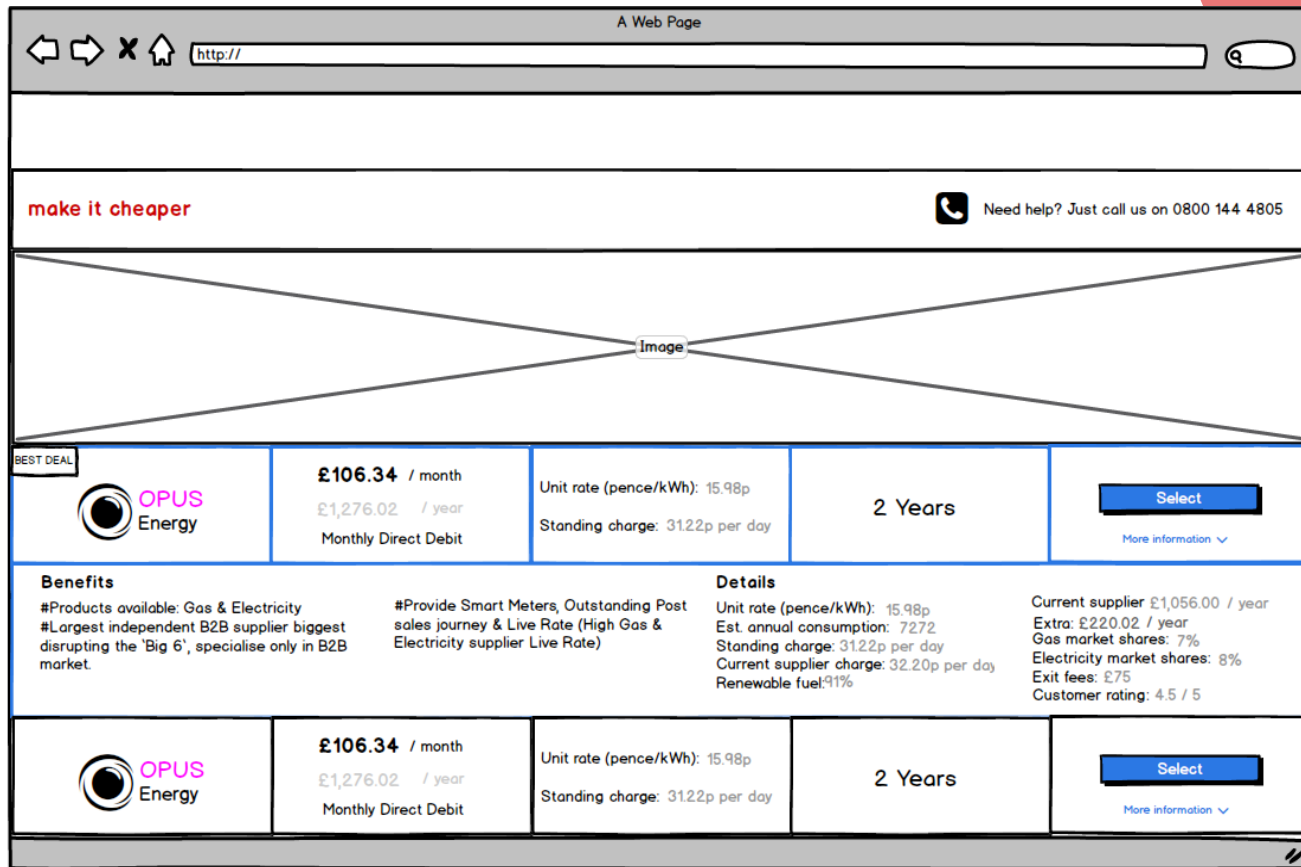 A Web Page
http://
make it cheaper
Need help? Just call us on 0800 144 4805
Image
BEST DEAL
OPUS
Energy
£106.34 / month
£1,276.02 / year
Monthly Direct Debit
Unit rate (pence/kWh): 15.98p
Standing charge: 31.22p per day
2 Years
Select
More information
Benefits
#Products available: Gas & Electricity
#Largest independent B2B supplier biggest
disrupting the 'Big 6', specialise only in B2B
market.
#Provide Smart Meters, Outstanding Post
sales journey & Live Rate (High Gas &
Electricity supplier Live Rate)
Details
Unit rate (pence/kWh): 15.98p
Est. annual consumption: 7272
Standing charge: 31.22p per day
Current supplier charge: 32.20p per day
Renewable fuel:91%
Current supplier £1,056.00 / year
Extra: £220.02 / year
Gas market shares: 7%
Electricity market shares: 8%
Exit fees: £75
Customer rating: 4.5 / 5
OPUS
Energy
£106.34 / month
£1,276.02 / year
Monthly Direct Debit
Unit rate (pence/kWh): 15.98p
Standing charge: 31.22p per day
2 Years
Select
More information